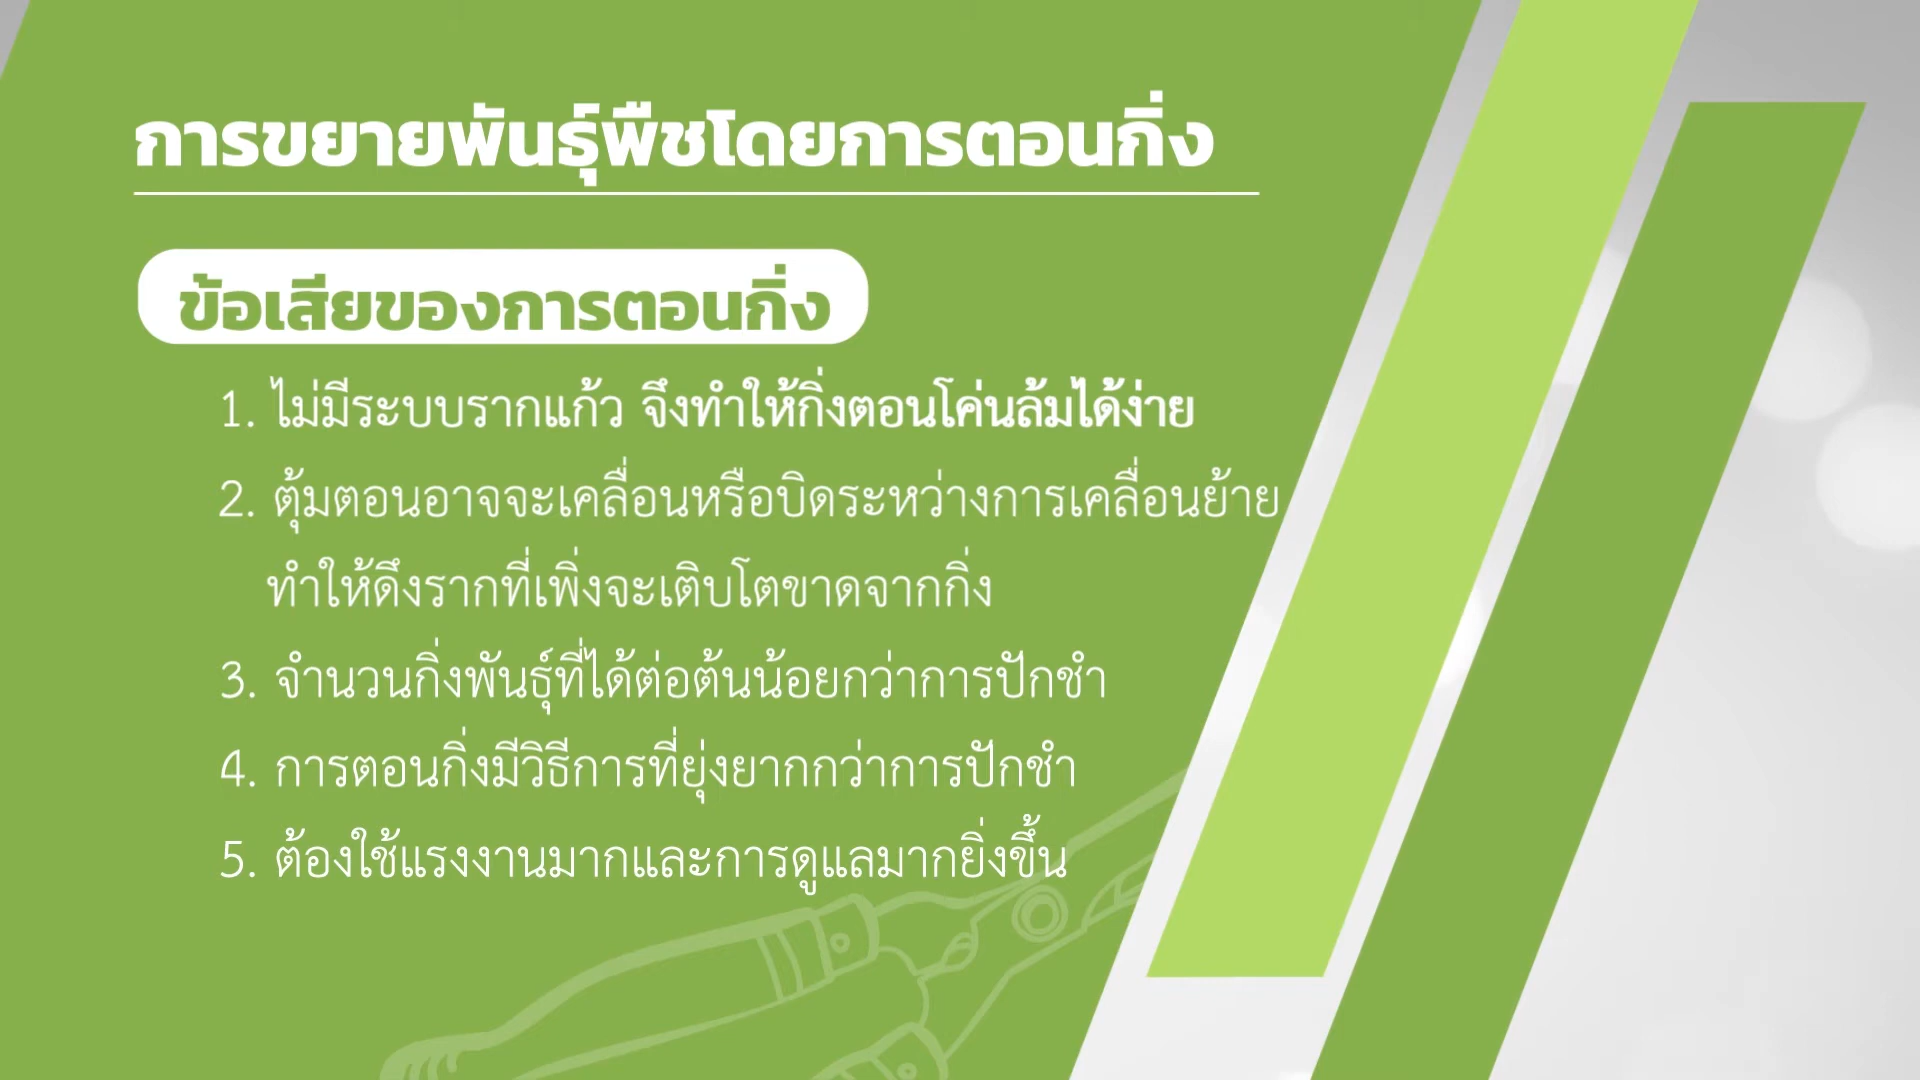 การขยายพันธุ์พืชโดยการตอนกิ่ง
ข้อเสียของการตอนกิ่ง
1. ไม่มีระบบรากแก้ว จึงทำให้กิ่งตอนโค่นล้มได้ง่าย
2. ตุ้มตอนอาจจะเคลื่อนหรือบิดระหว่างการเคลื่อนย้าย
ทำให้ดึงรากที่เพิ่งจะเติบโตขาดจากกิ่ง
3. จำนวนกิ่งพันธุ์ที่ได้ต่อต้นน้อยกว่าการปักชำ
4. การตอนกิ่งมีวิธีการที่ยุ่งยากกว่าการปักชำ
5. ต้องใช้แรงงานมากและการดูแลมากยิ่งขึ้น